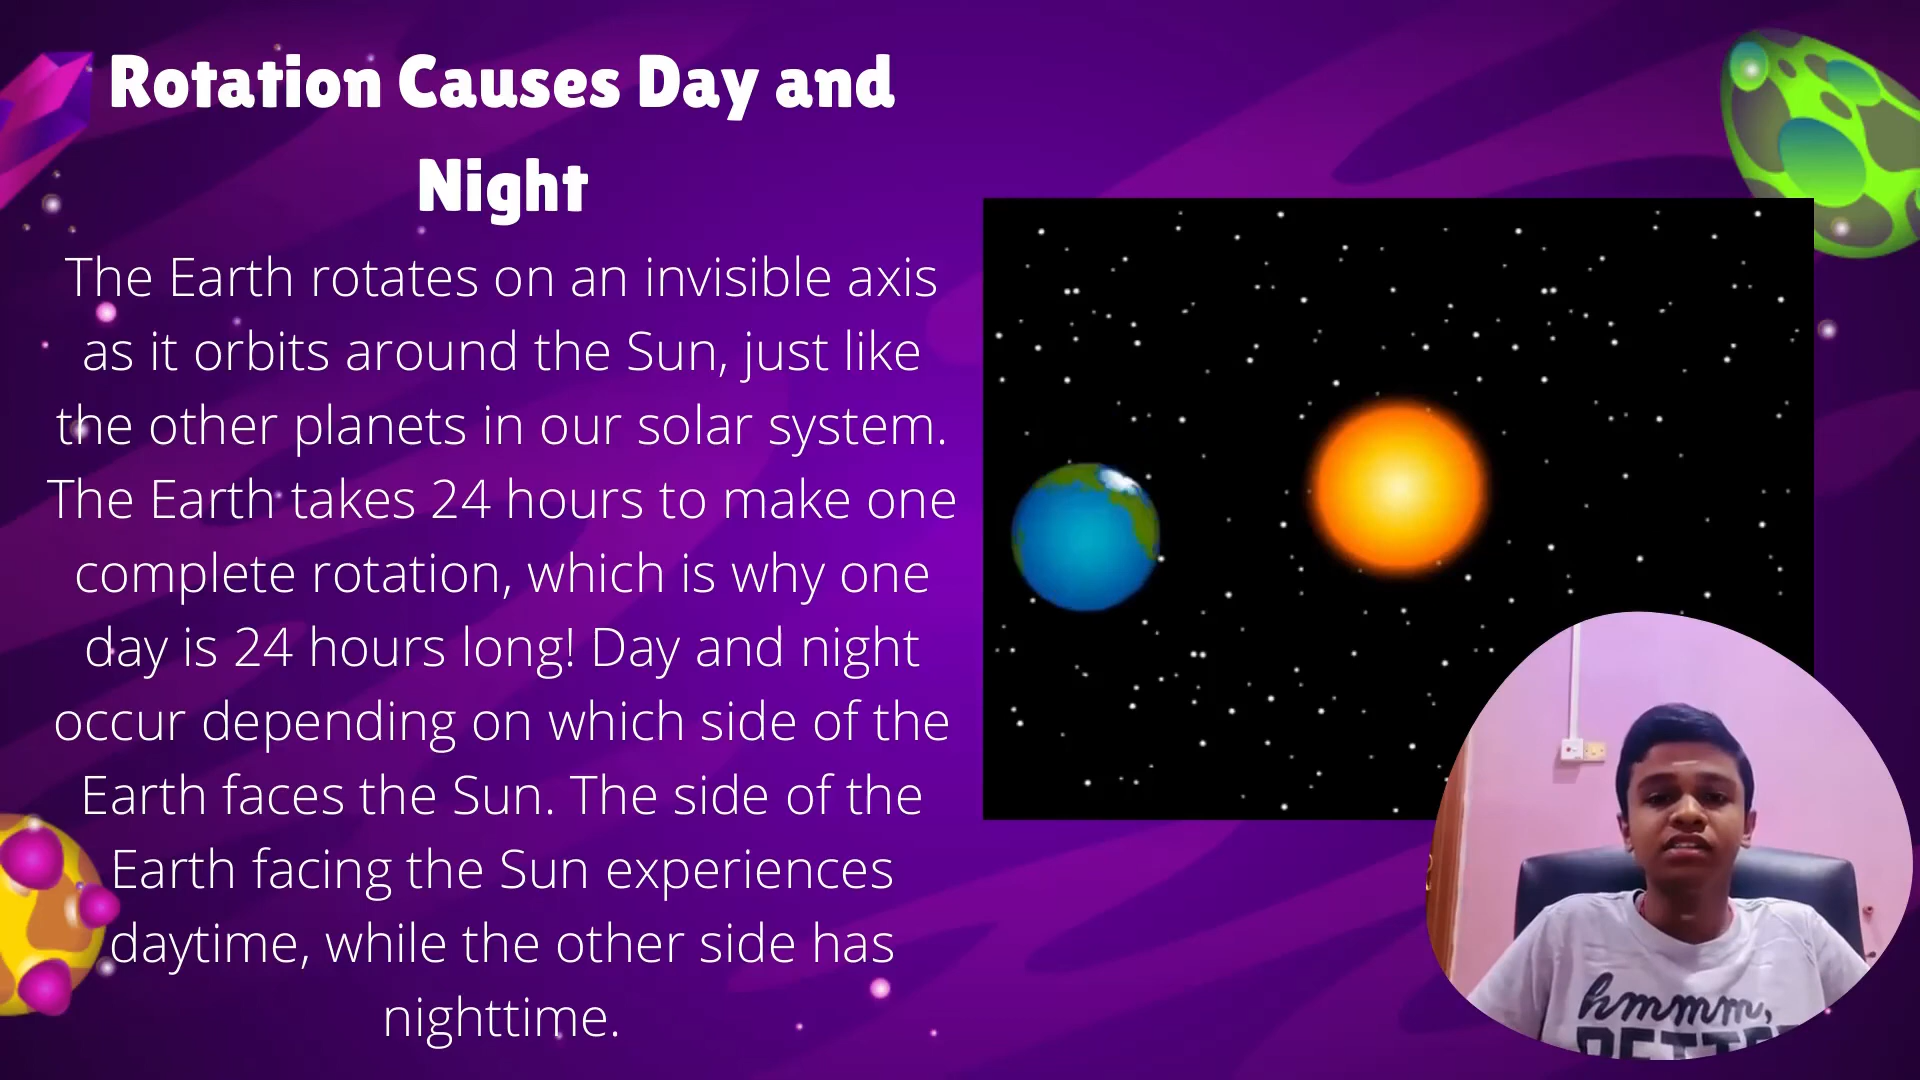 Rotation Causes Day and
Night
The Earth rotates on an invisible axis
as it orbits around the Sun, just like
the other planets in our solar system.
The Earth takes 24 hours to make one
complete rotation, which is why one
day is 24 hours long! Day and night
occur depending on which side of the
Earth faces the Sun. The side of the
Earth facing the Sun experiences
daytime, while the other side has
nighttime.
hmmm,